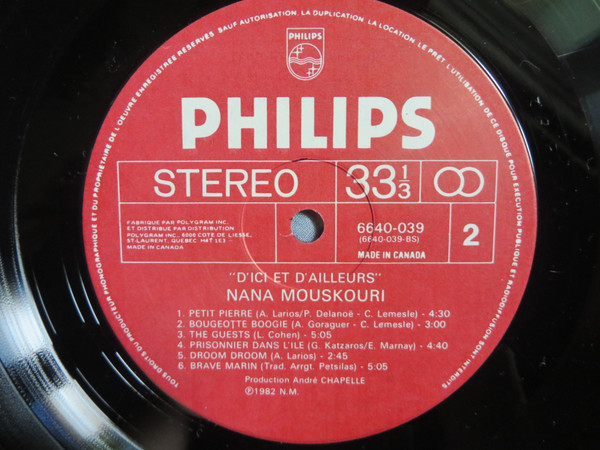 TOUS DROITS DU PRODUCTEUR PHONOGRAPHIQUE ET DU PROPRIETAIRE DE L'OEUVRE ENREGISTREE RESERVES. SAUF AUTORISATION, LA DUPLICATION, LA LOCATION, LE PRET, L'UTILISATION DE CE DISQUE POUR EXECUTION PUBLIQUE ET RADIODIFFUSION SONT INTERDITS
PHILIPS
PHILIPS
STEREO 33 1/3
FABRIQUE PAR POLYGRAM INC.
ET DISTRIBUE PAR DISTRIBUTION
POLYGRAM INC., 6000 COTE DE LIESSE,
ST-LAURENT, QUEBEC H4T 1E3 -
MADE IN CANADA
6640-039
(6640-039-BS)
MADE IN CANADA
2
"D'ICI ET D'AILLEURS"
NANA MOUSKOURI
1. PETIT PIERRE (A. Larios/P. Delanoë - C. Lemesle) - 4:30
2. BOUGEOTTE BOOGIE (A. Goraguer - C. Lemesle) - 3:00
3. THE GUESTS (L. Cohen) - 5:05
4. PRISONNIER DANS L'ILE (G. Katzaros/E. Marnay) - 4:40
5. DROOM DROOM (A. Larios) - 2:45
6. BRAVE MARIN (Trad. Arrgt. Petsilas) - 5:05
Production André CHAPELLE
℗1982 N.M.